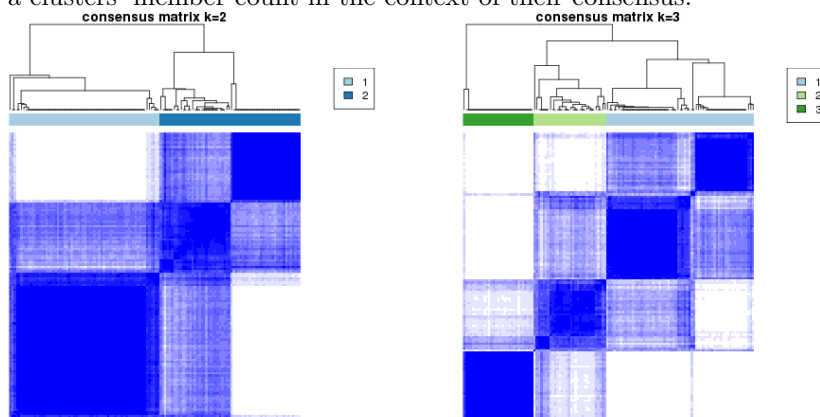 a clusters' member count in the context of their consensus.
consensus matrix k=2
1
2
consensus matrix k=3
1
2
3